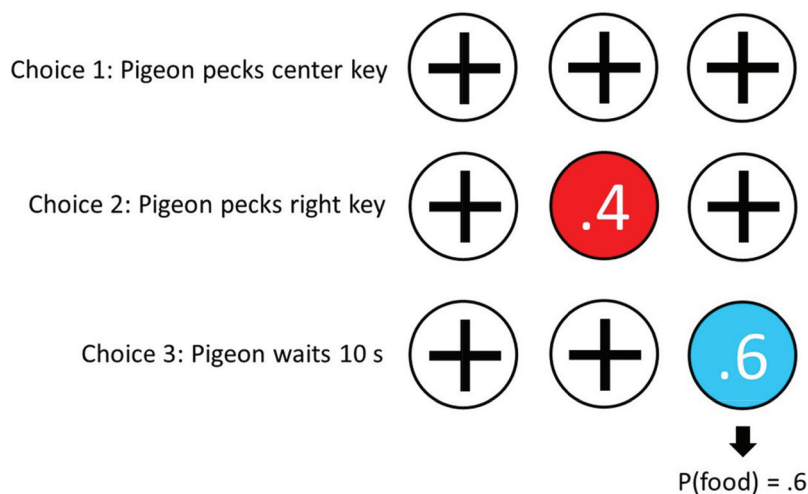 Choice 1: Pigeon pecks center key
Choice 2: Pigeon pecks right key
.4
Choice 3: Pigeon waits 10 s
.6
P(food) = .6